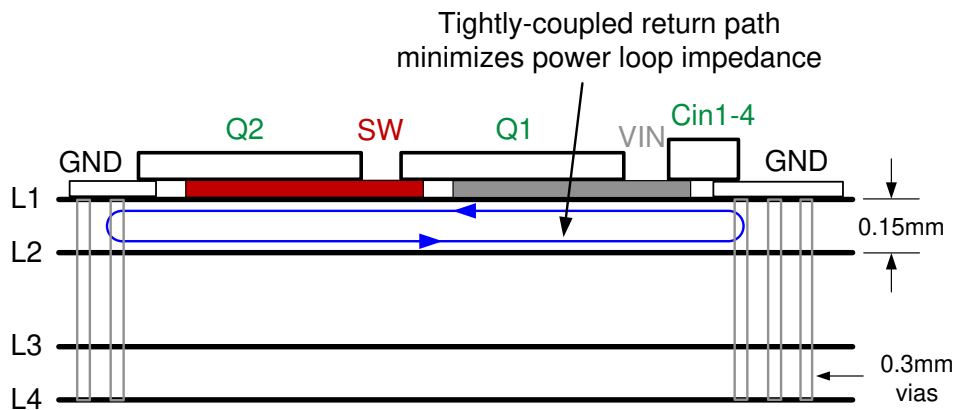 Tightly-coupled return path
minimizes power loop impedance
Q2
SW
Q1
VIN
Cin1-4
GND
GND
L1
0.15mm
L2
L3
0.3mm
vias
L4